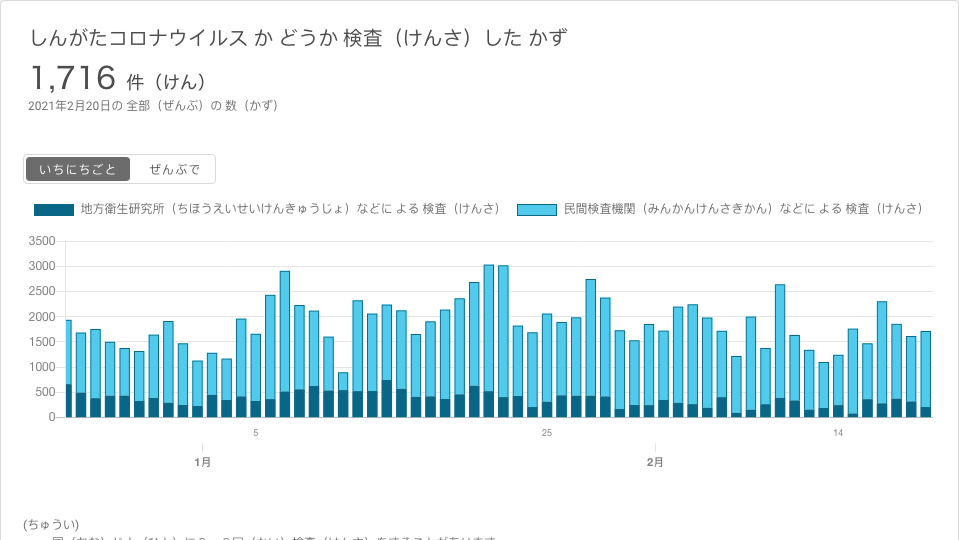 しんがたコロナウイルス か どうか 検査（けんさ）した かず
1,716 件（けん）
2021年2月20日の 全部（ぜんぶ）の 数（かず）
いちにちごと ぜんぶで
地方衛生研究所（ちほうえいせいけんきゅうじょ）などに よる 検査（けんさ） 民間検査機関（みんかんけんさきかん）などに よる 検査（けんさ）
3500
3000
2500
2000
1500
1000
500
0
5 25 14
1月 2月
(ちゅうい)